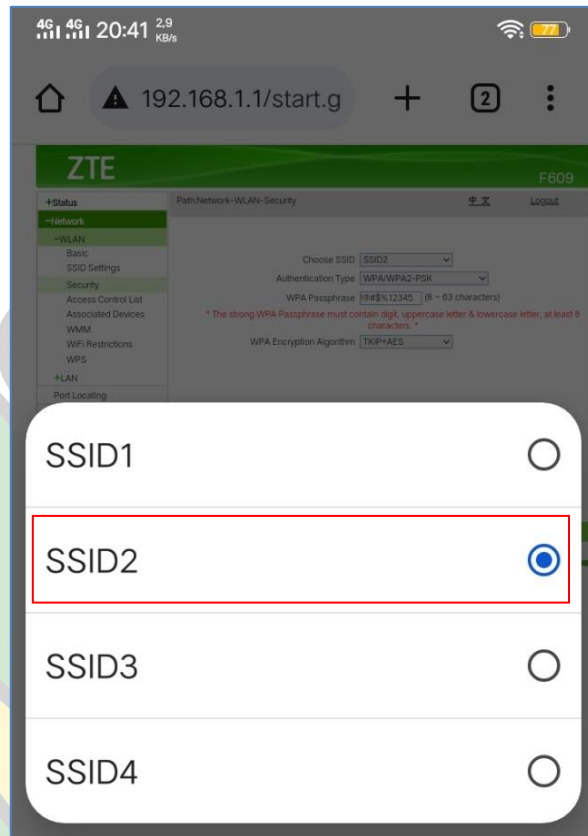 4G 4G 20:41 2,9 KB/s 77
192.168.1.1/start.g 2
ZTE
F609
+Status
Path:Network-WLAN-Security 中文 Logout
-Network
-WLAN
Basic
SSID Settings
Security
Access Control List
Associated Devices
WMM
WiFi Restrictions
WPS
+LAN
Port Locating
Choose SSID SSID2
Authentication Type WPA/WPA2-PSK
WPA Passphrase !@#$%12345 (8 ~ 63 characters)
* The strong WPA Passphrase must contain digit, uppercase letter & lowercase letter, at least 8
characters. *
WPA Encryption Algorithm TKIP+AES
SSID1
SSID2
SSID3
SSID4